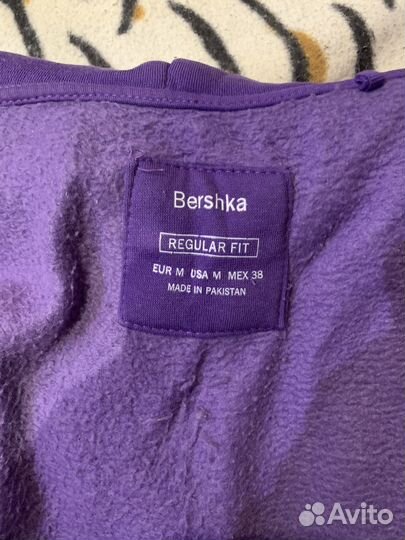 Bershka
REGULAR FIT
EUR M USA M MEX 38
MADE IN PAKISTAN
Avito